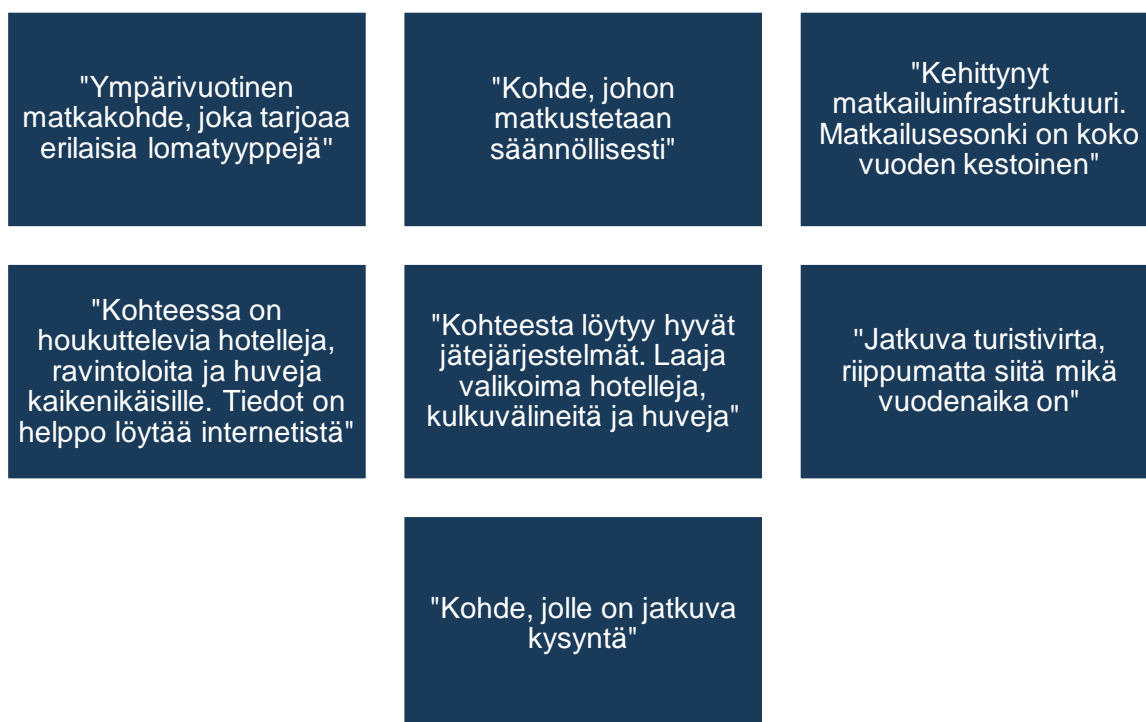 "Ympärivuotinen
matkakohde, joka tarjoaa
erilaisia lomatyyppejä"
"Kohde, johon
matkustetaan
säännöllisesti"
"Kehittynyt
matkailuinfrastruktuuri.
Matkailusesonki on koko
vuoden kestoinen"
"Kohteessa on
houkuttelevia hotelleja,
ravintoloita ja huveja
kaikenikäisille. Tiedot on
helppo löytää internetistä"
"Kohteesta löytyy hyvät
jätejärjestelmät. Laaja
valikoima hotelleja,
kulkuvälineitä ja huveja"
"Jatkuva turistivirta,
riippumatta siitä mikä
vuodenaika on"
"Kohde, jolle on jatkuva
kysyntä"